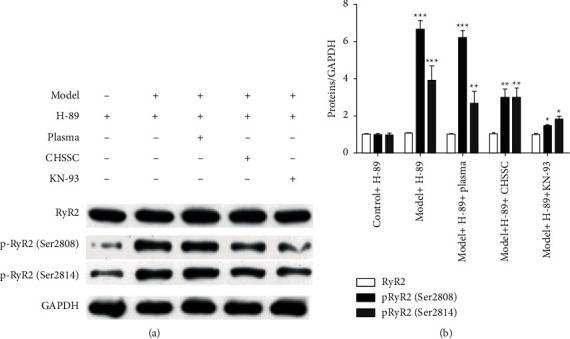 Model – + + + +
H-89 + + + + +
Plasma +
CHSSC ✓
KN-93 ✓
RyR2
p-RyR2 (Ser2808)
p-RyR2 (Ser2814)
GAPDH
(a)
Proteins/GAPDH
8
6
4
2
0
***
***
***
**
** **
* *
Control+ H-89
Model+ H-89
Model+ H-89+ plasma
Model+H-89+ CHSSC
Model+ H-89+KN-93
RyR2
pRyR2 (Ser2808)
pRyR2 (Ser2814)
(b)